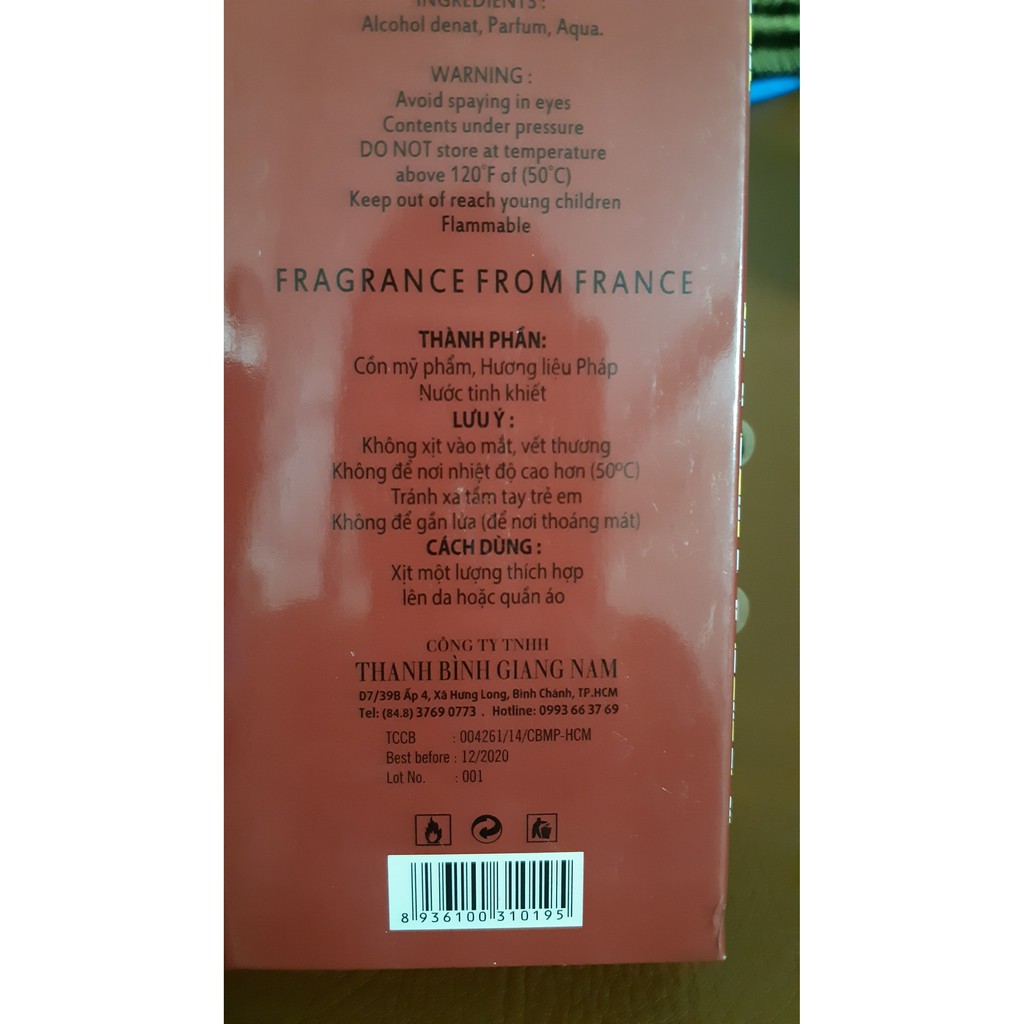 INGREDIENTS :
Alcohol denat, Parfum, Aqua.
WARNING :
Avoid spaying in eyes
Contents under pressure
DO NOT store at temperature
above 120°F of (50°C)
Keep out of reach young children
Flammable
FRAGRANCE FROM FRANCE
THÀNH PHẦN:
Cồn mỹ phẩm, Hương liệu Pháp
Nước tinh khiết
LƯU Ý :
Không xịt vào mắt, vết thương
Không để nơi nhiệt độ cao hơn (50ºC)
Tránh xa tầm tay trẻ em
Không để gần lửa (để nơi thoáng mát)
CÁCH DÙNG :
Xịt một lượng thích hợp
lên da hoặc quần áo
CÔNG TY TNHH
THANH BÌNH GIANG NAM
D7/39B Ấp 4, Xã Hưng Long, Bình Chánh, TP.HCM
Tel: (84.8) 3769 0773 . Hotline: 0993 66 37 69
TCCB : 004261/14/CBMP-HCM
Best before : 12/2020
Lot No. : 001
8 936100 310195